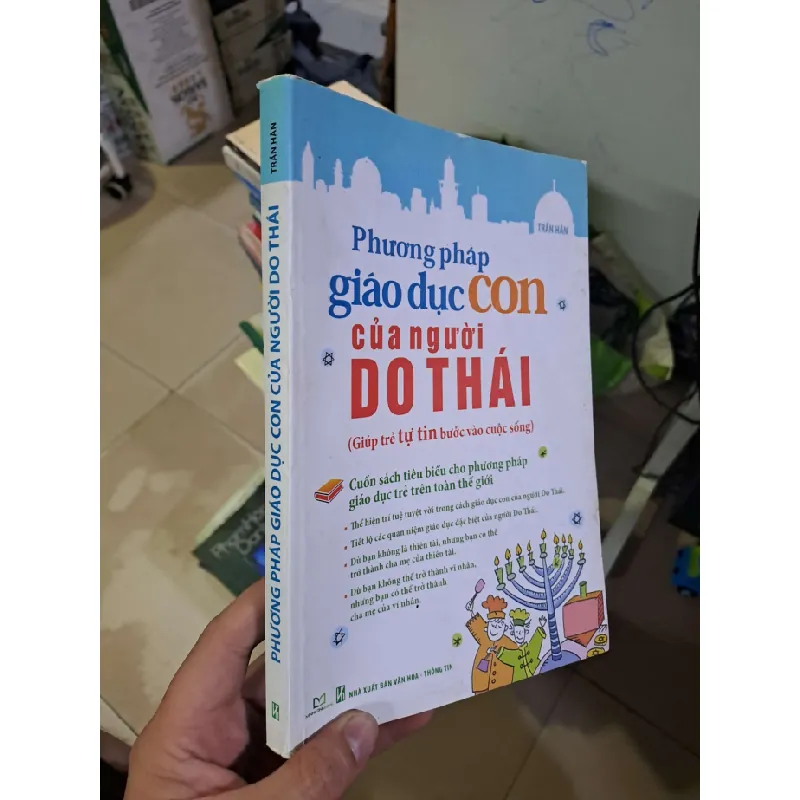 TRẦN HÂN
PHƯƠNG PHÁP GIÁO DỤC CON CỦA NGƯỜI DO THÁI
TRẦN HÂN
Phương pháp
giáo dục con
của người
DO THÁI
(Giúp trẻ tự tin bước vào cuộc sống)
Cuốn sách tiêu biểu cho phương pháp
giáo dục trẻ trên toàn thế giới
• Thể hiện trí tuệ tuyệt vời trong cách giáo dục con của người Do Thái.
• Tiết lộ các quan niệm giáo dục đặc biệt của người Do Thái.
• Dù bạn không là thiên tài, nhưng bạn có thể
trở thành cha mẹ của thiên tài.
• Dù bạn không thể trở thành vĩ nhân,
nhưng bạn có thể trở thành
cha mẹ của vĩ nhân.
NHÀ XUẤT BẢN VĂN HÓA - THÔNG TIN